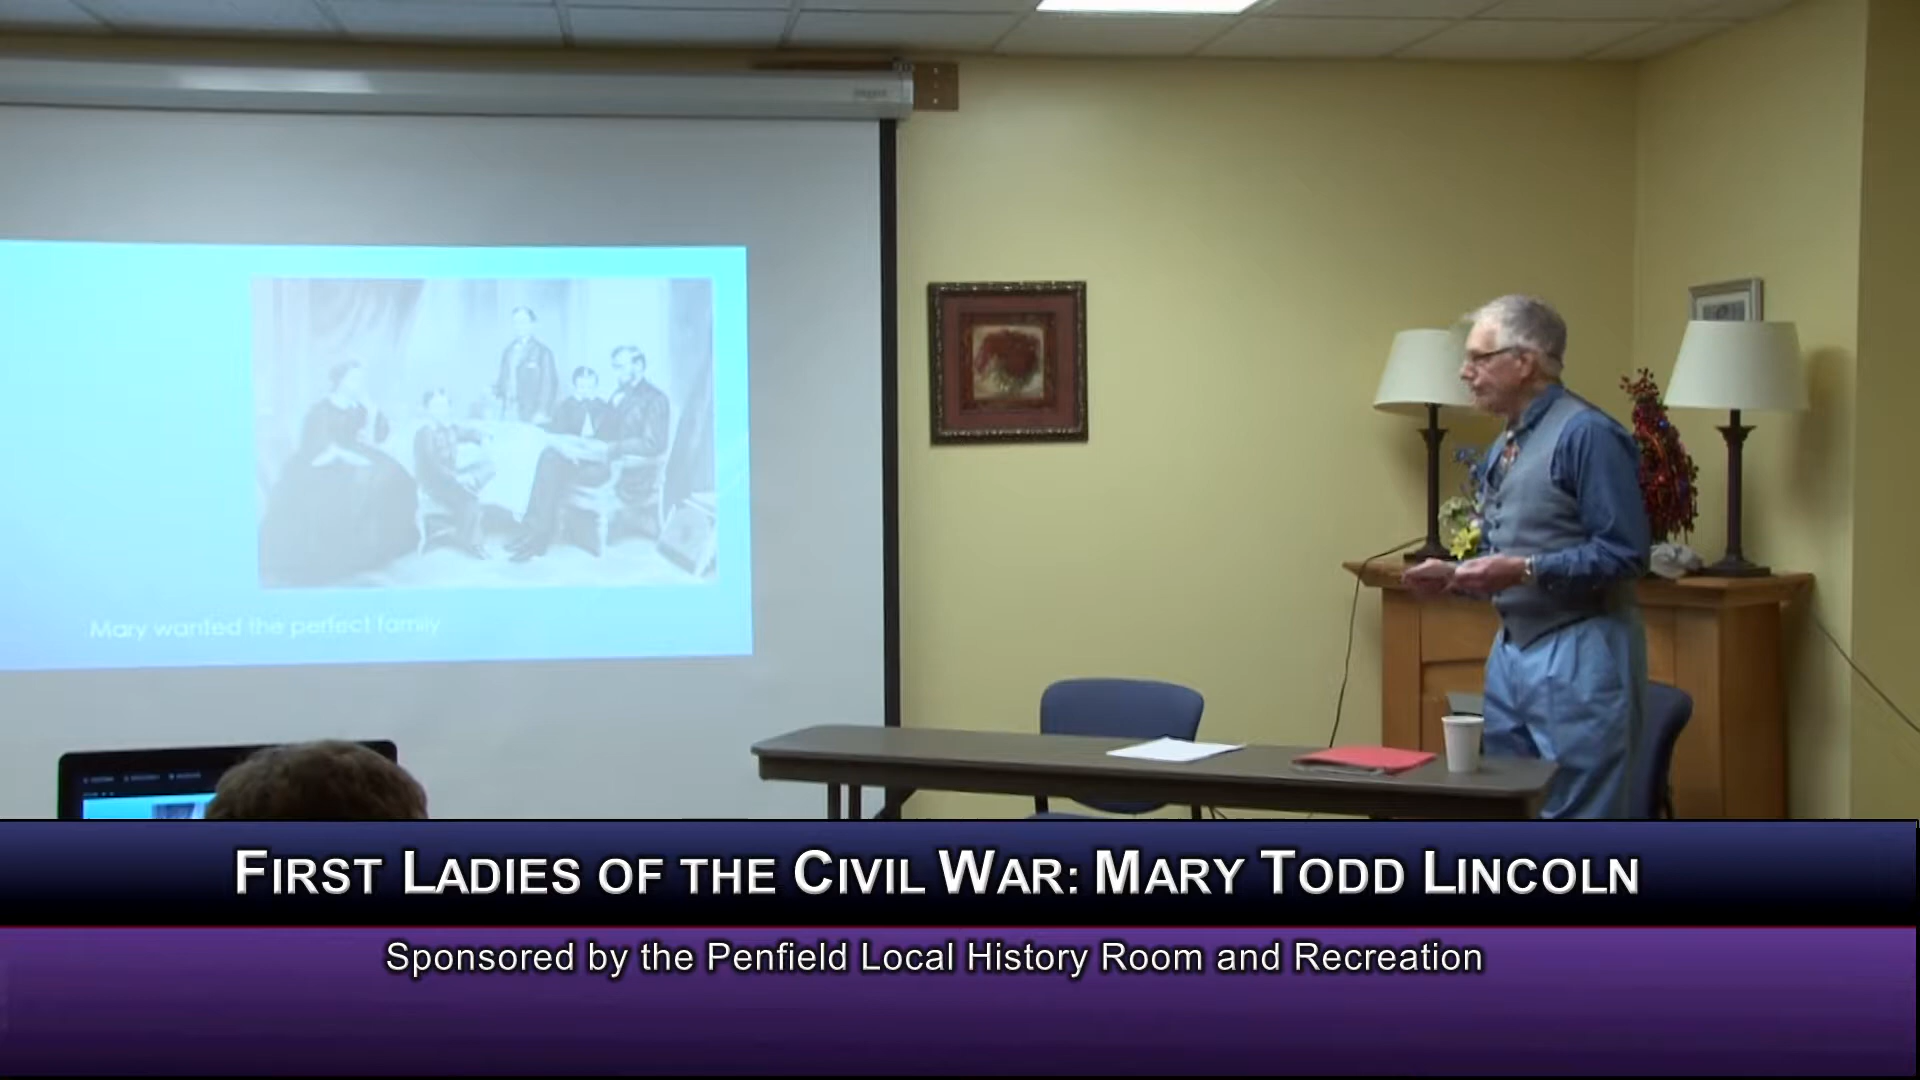 Mary wanted the perfect family
FIRST LADIES OF THE CIVIL WAR: MARY TODD LINCOLN
Sponsored by the Penfield Local History Room and Recreation